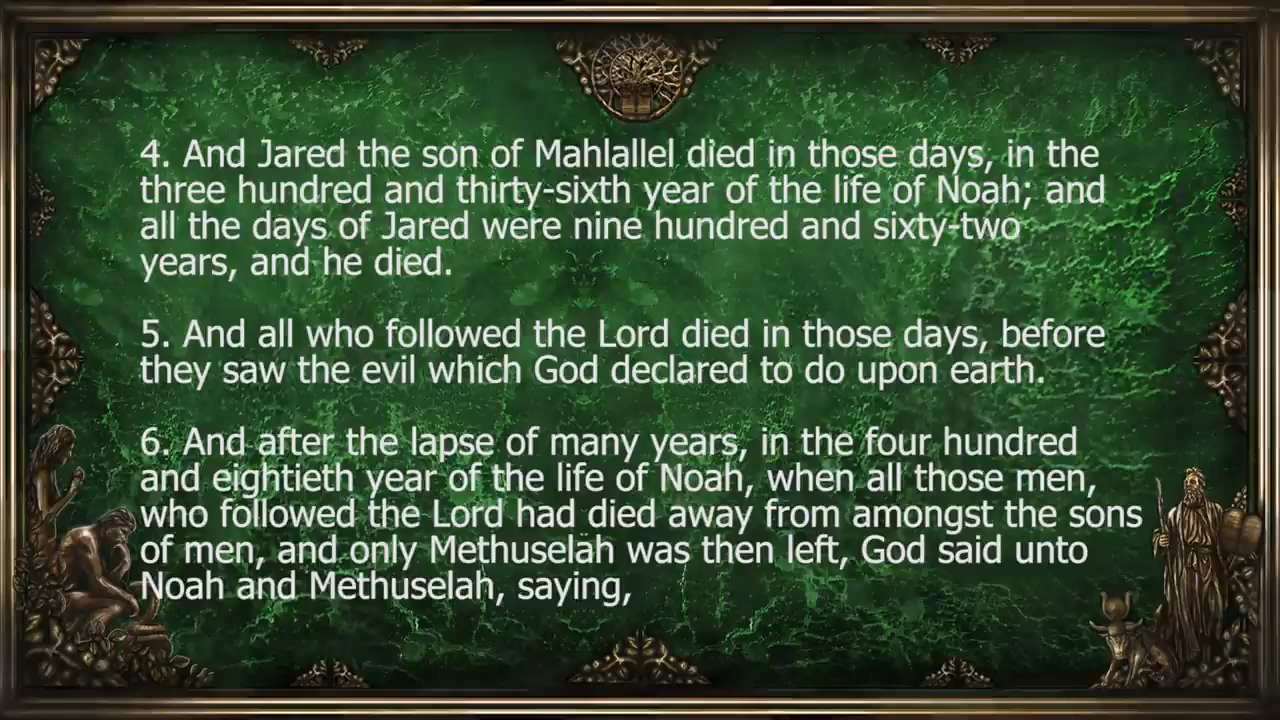 4. And Jared the son of Mahlallel died in those days, in the
three hundred and thirty-sixth year of the life of Noah; and
all the days of Jared were nine hundred and sixty-two
years, and he died.
5. And all who followed the Lord died in those days, before
they saw the evil which God declared to do upon earth.
6. And after the lapse of many years, in the four hundred
and eightieth year of the life of Noah, when all those men,
who followed the Lord had died away from amongst the sons
of men, and only Methuselah was then left, God said unto
Noah and Methuselah, saying,